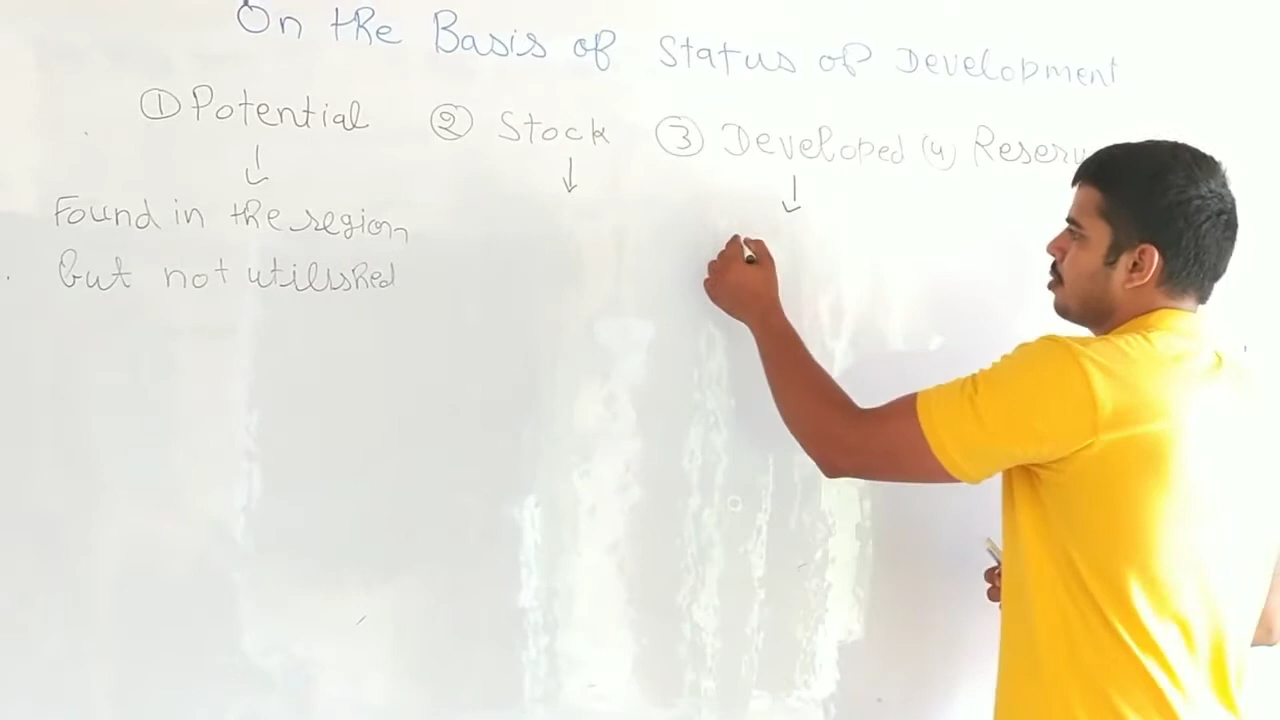 On the Basis of Status of Development
① Potential ② Stock ③ Developed (4) Reserv
Found in the region
but not utilished